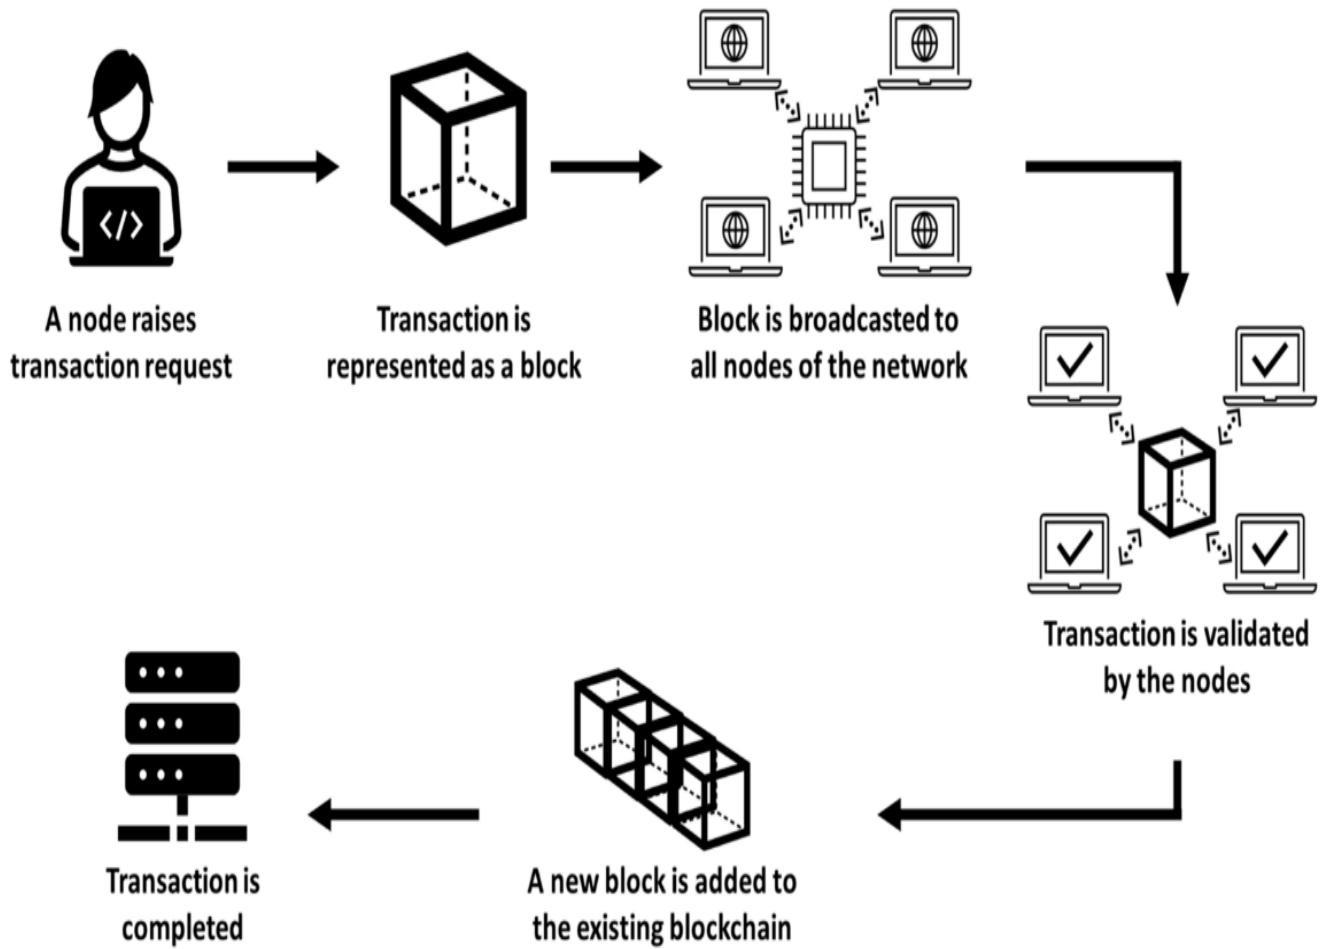 </>
A node raises
transaction request
Transaction is
represented as a block
Block is broadcasted to
all nodes of the network
Transaction is validated
by the nodes
A new block is added to
the existing blockchain
Transaction is
completed